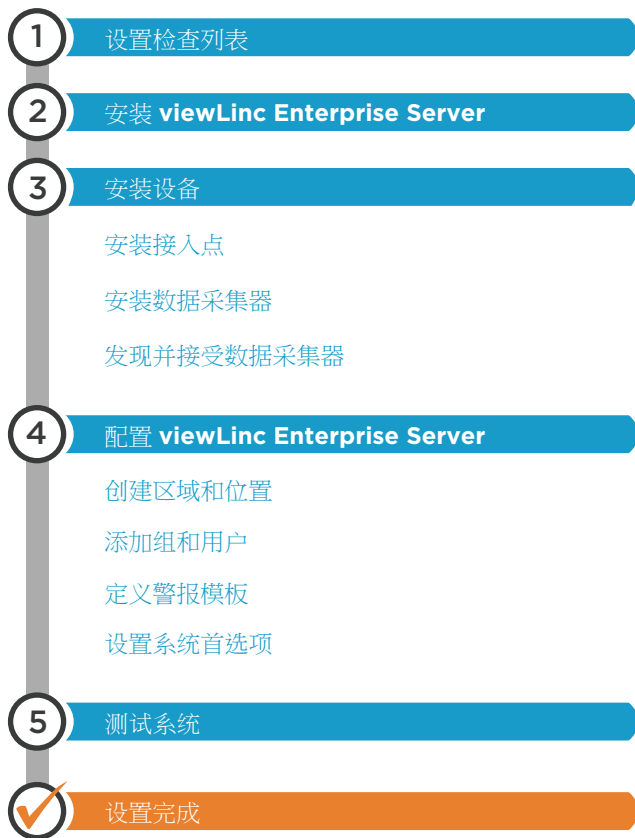 1 设置检查列表
2 安装 viewLinc Enterprise Server
3 安装设备
安装接入点
安装数据采集器
发现并接受数据采集器
4 配置 viewLinc Enterprise Server
创建区域和位置
添加组和用户
定义警报模板
设置系统首选项
5 测试系统
设置完成